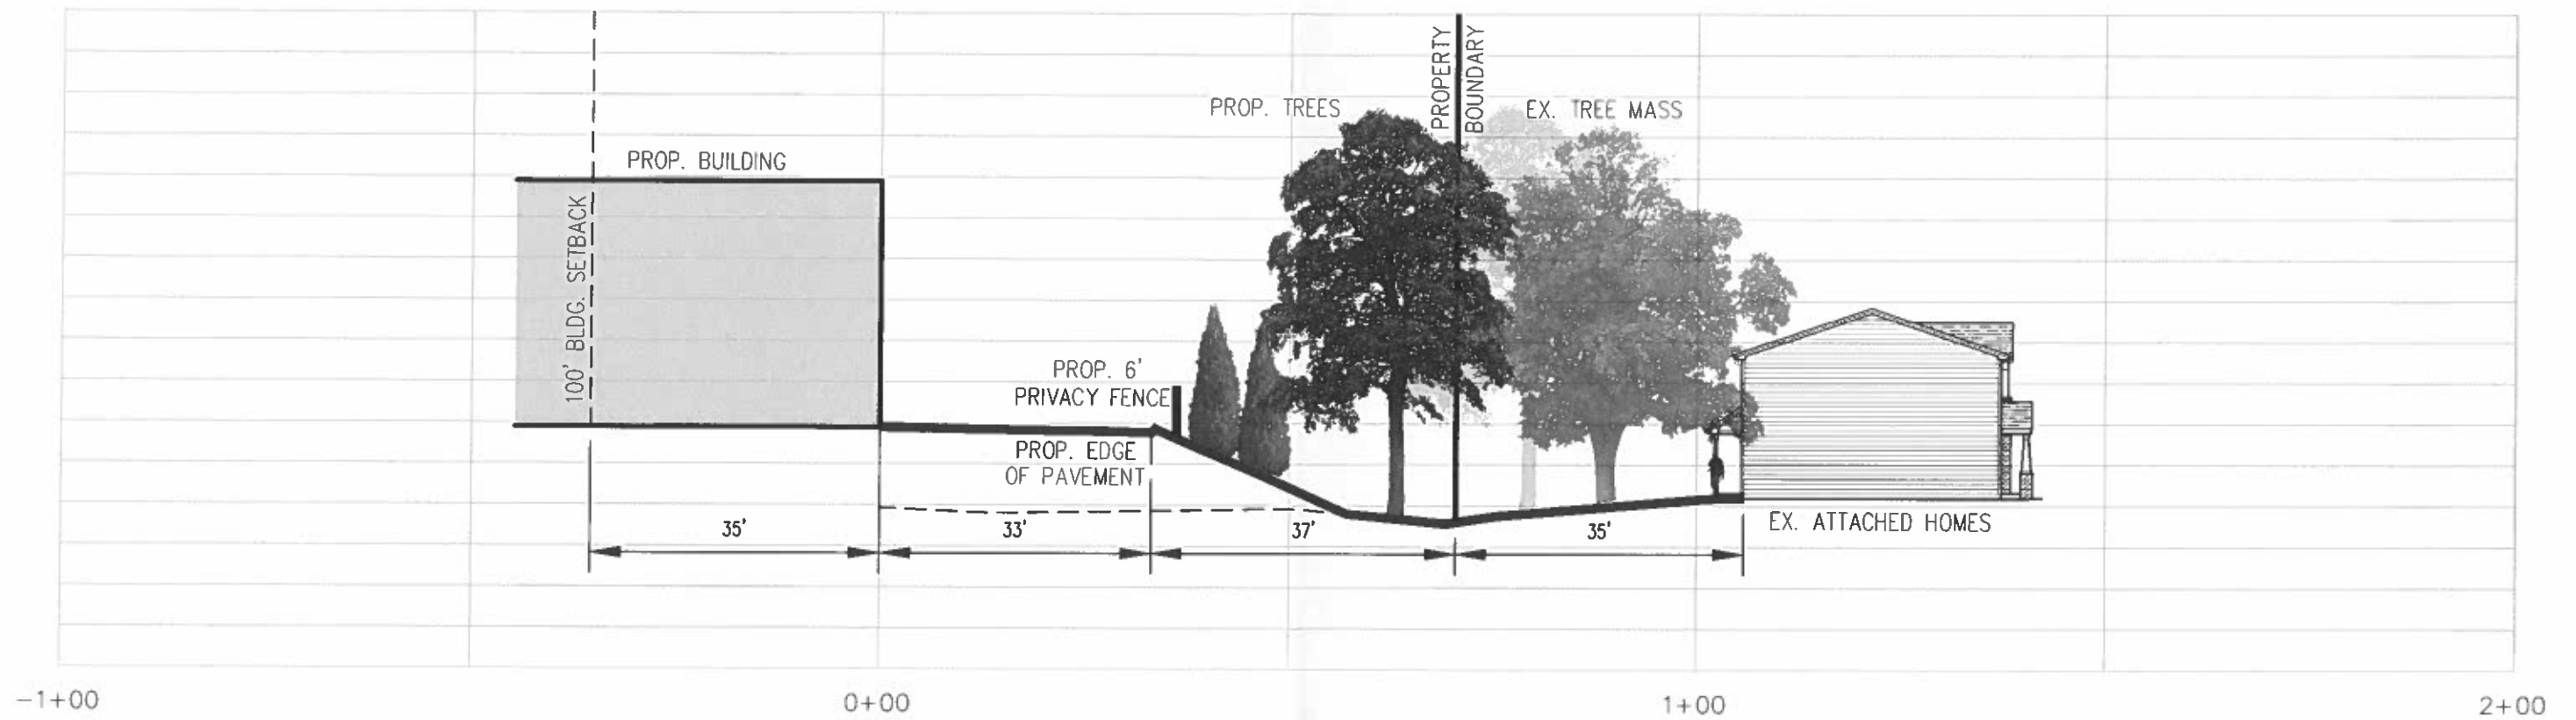 PROPERTY
BOUNDARY
PROP. TREES
EX. TREE MASS
PROP. BUILDING
100' BLDG. SETBACK
PROP. 6'
PRIVACY FENCE
PROP. EDGE
OF PAVEMENT
35'
33'
37'
35'
EX. ATTACHED HOMES
-1+00
0+00
1+00
2+00